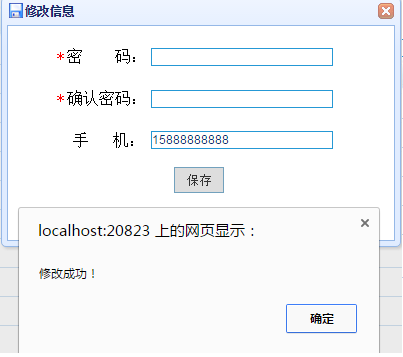 修改信息
*密 码：
*确认密码：
手 机： 15888888888
保存
localhost:20823 上的网页显示：
修改成功！
确定